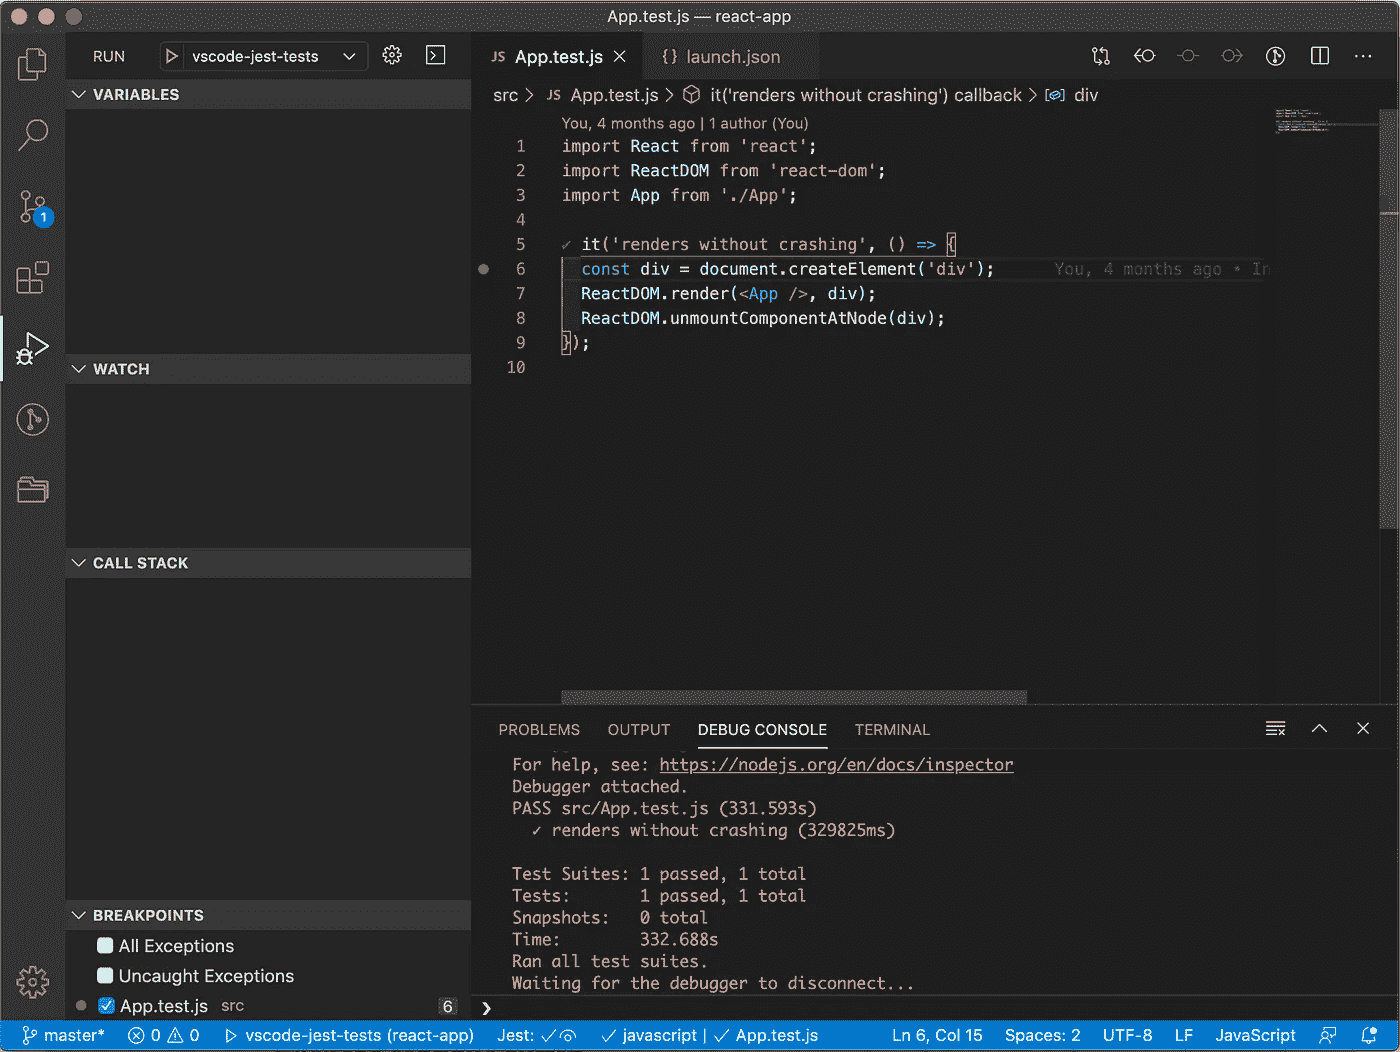 App.test.js — react-app
RUN vscode-jest-tests
JS App.test.js {} launch.json
src > JS App.test.js > it('renders without crashing') callback > div
VARIABLES
You, 4 months ago | 1 author (You)
1 import React from 'react';
2 import ReactDOM from 'react-dom';
3 import App from './App';
4
5 ✓ it('renders without crashing', () => {
6 const div = document.createElement('div'); You, 4 months ago • In
7 ReactDOM.render(<App />, div);
8 ReactDOM.unmountComponentAtNode(div);
9 });
10
1
WATCH
CALL STACK
BREAKPOINTS
All Exceptions
Uncaught Exceptions
App.test.js src 6
PROBLEMS OUTPUT DEBUG CONSOLE TERMINAL
For help, see: https://nodejs.org/en/docs/inspector
Debugger attached.
PASS src/App.test.js (331.593s)
✓ renders without crashing (329825ms)
Test Suites: 1 passed, 1 total
Tests: 1 passed, 1 total
Snapshots: 0 total
Time: 332.688s
Ran all test suites.
Waiting for the debugger to disconnect...
master* 0 0 vscode-jest-tests (react-app) Jest: ✓ ✓ javascript | ✓ App.test.js Ln 6, Col 15 Spaces: 2 UTF-8 LF JavaScript